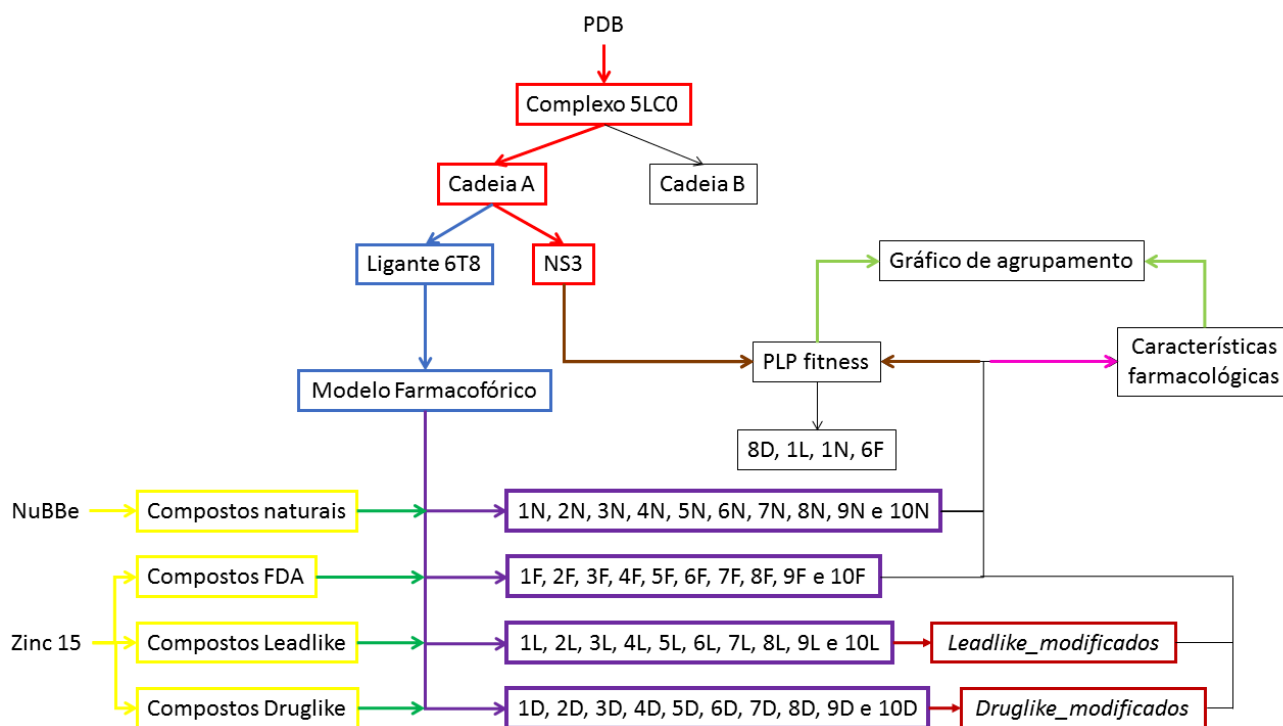 PDB
Complexo 5LC0
Cadeia A
Cadeia B
Ligante 6T8
NS3
Gráfico de agrupamento
PLP fitness
Características
farmacológicas
Modelo Farmacofórico
8D, 1L, 1N, 6F
NuBBe
Compostos naturais
1N, 2N, 3N, 4N, 5N, 6N, 7N, 8N, 9N e 10N
Compostos FDA
1F, 2F, 3F, 4F, 5F, 6F, 7F, 8F, 9F e 10F
Zinc 15
Compostos Leadlike
1L, 2L, 3L, 4L, 5L, 6L, 7L, 8L, 9L e 10L
Leadlike_modificados
Compostos Druglike
1D, 2D, 3D, 4D, 5D, 6D, 7D, 8D, 9D e 10D
Druglike_modificados